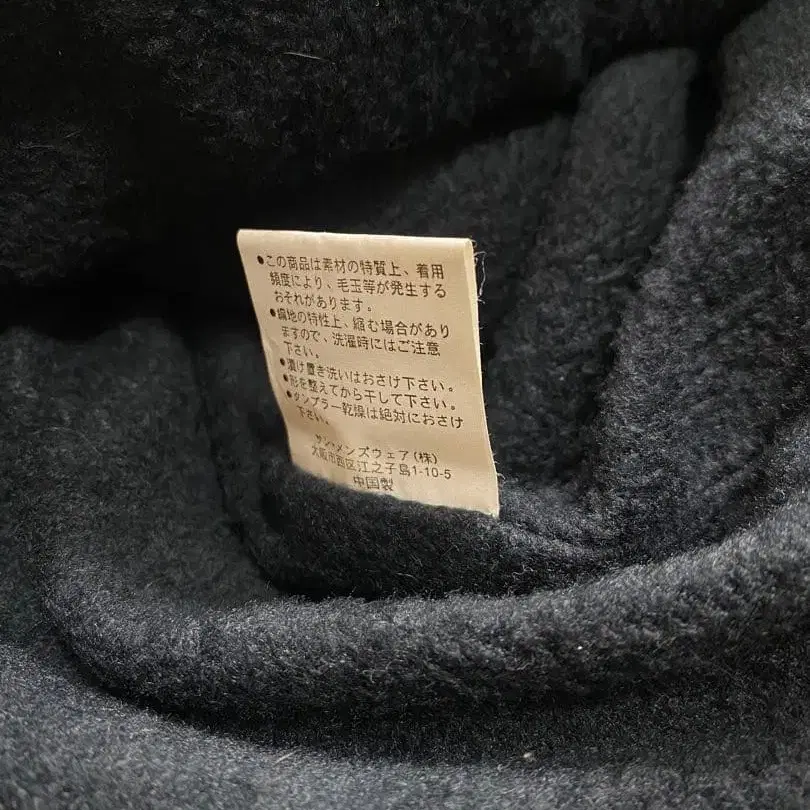 ●この商品は素材の特質上、着用
頻度により、毛玉等が発生する
おそれがあります。
●編地の特性上、縮む場合があり
ますので、洗濯時にはご注意
下さい。
●漬け置き洗いはおさけ下さい。
●形を整えてから干して下さい。
●タンブラー乾燥は絶対におさけ
下さい。
サン・メンズウェア(株)
大阪市西区江之子島1-10-5
中国製